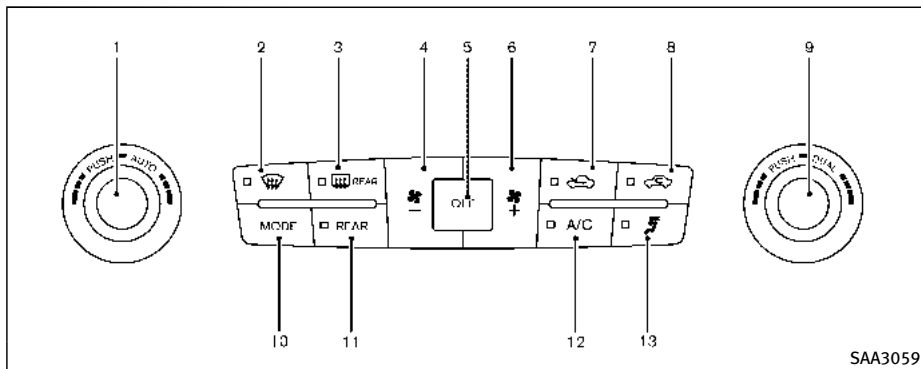 1 2 3 4 5 6 7 8 9
PUSH AUTO
REAR
OFF
PUSH DUAL
MODE
REAR
− +
A/C
10 11 12 13
SAA3059